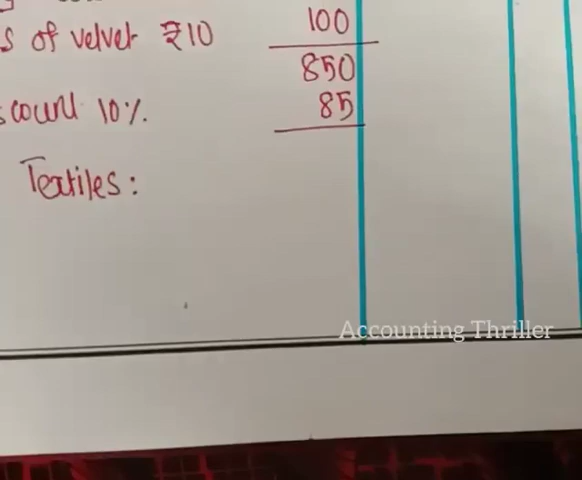 s of velvet ₹10 100
850
scount 10%. 85
Textiles:
Accounting Thriller